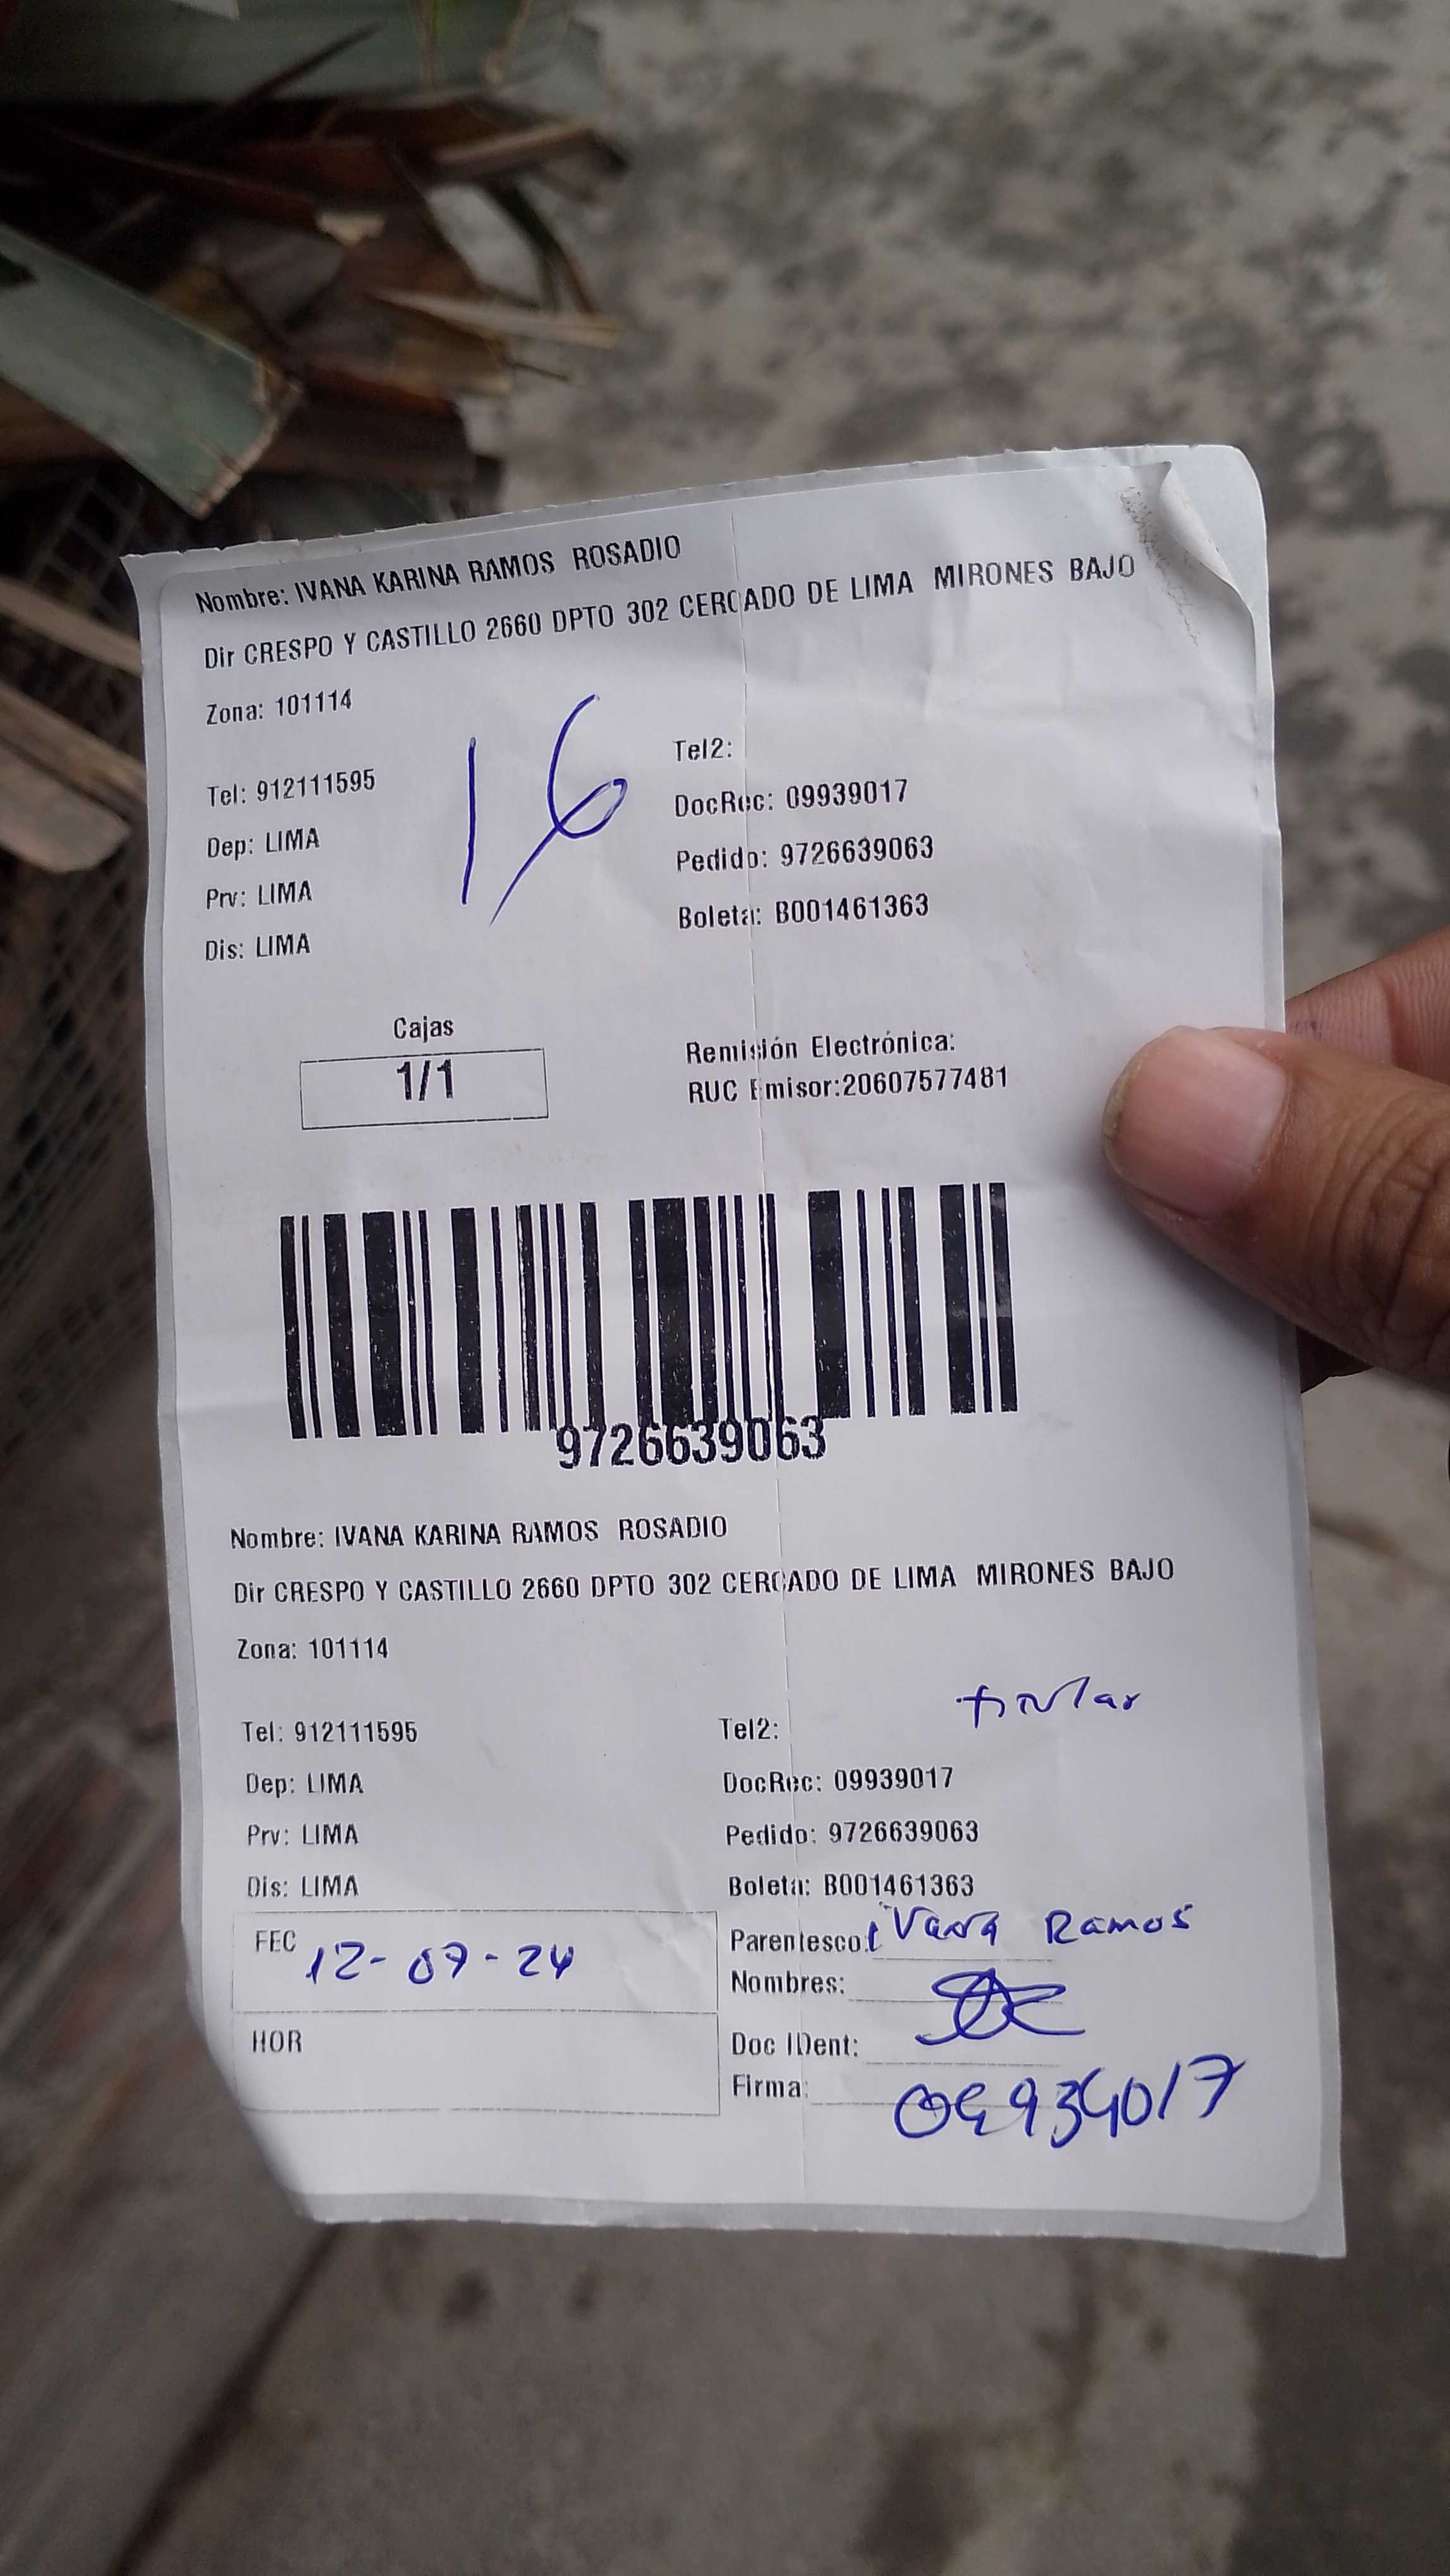 Nombre: IVANA KARINA RAMOS ROSADIO
Dir CRESPO Y CASTILLO 2660 DPTO 302 CERCADO DE LIMA MIRONES BAJO
Zona: 101114
16
Tel: 912111595 Tel2:
Dep: LIMA DocRec: 09939017
Prv: LIMA Pedido: 9726639063
Dis: LIMA Boleta: B001461363
Cajas
1/1
Remisión Electrónica:
RUC Emisor:20607577481
9726639063
Nombre: IVANA KARINA RAMOS ROSADIO
Dir CRESPO Y CASTILLO 2660 DPTO 302 CERCADO DE LIMA MIRONES BAJO
Zona: 101114
titular
Tel: 912111595 Tel2:
Dep: LIMA DocRec: 09939017
Prv: LIMA Pedido: 9726639063
Dis: LIMA Boleta: B001461363
FEC 12-07-24
HOR
Parentesco: ivana Ramos
Nombres:
Doc IDent:
Firma: 09939017